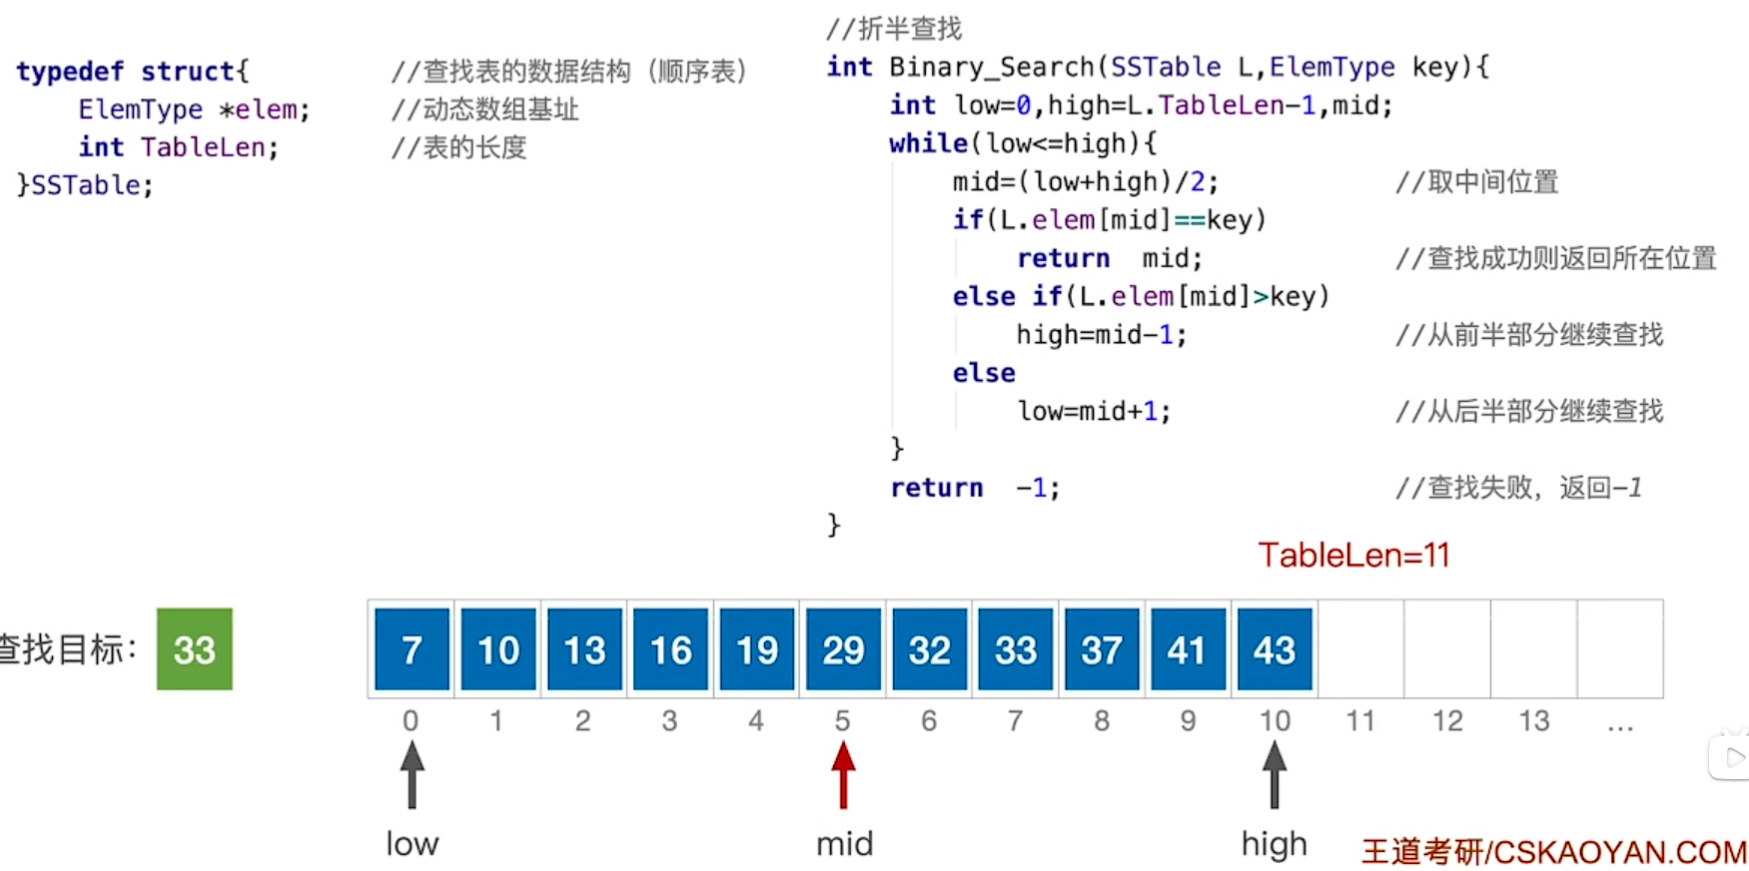 typedef struct{ //查找表的数据结构（顺序表）
ElemType *elem; //动态数组基址
int TableLen; //表的长度
}SSTable;
//折半查找
int Binary_Search(SSTable L,ElemType key){
int low=0,high=L.TableLen-1,mid;
while(low<=high){
mid=(low+high)/2; //取中间位置
if(L.elem[mid]==key)
return mid; //查找成功则返回所在位置
else if(L.elem[mid]>key)
high=mid-1; //从前半部分继续查找
else
low=mid+1; //从后半部分继续查找
}
return -1; //查找失败，返回-1
}
TableLen=11
查找目标： 33 7 10 13 16 19 29 32 33 37 41 43
0 1 2 3 4 5 6 7 8 9 10 11 12 13 ...
low mid high
王道考研/CSKAOYAN.COM